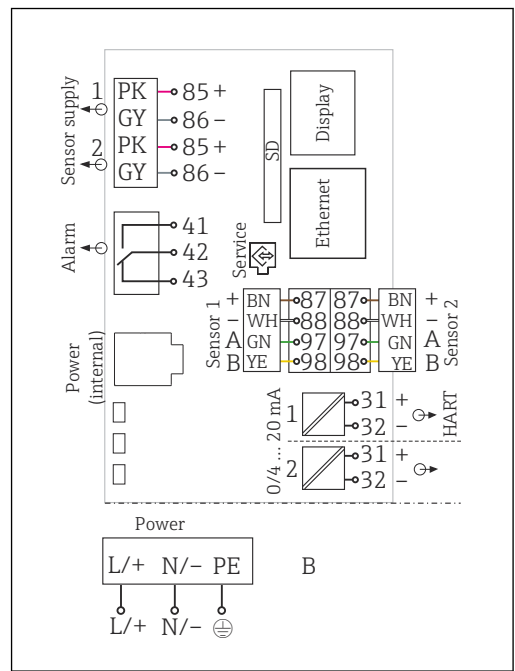 Sensor supply
1 PK 85 +
GY 86 −
2 PK 85 +
GY 86 −
SD
Display
Ethernet
Alarm
41
42
43
Service
Sensor 1
+ BN 87 87 BN +
− WH 88 88 WH −
A GN 97 97 GN A
B YE 98 98 YE B
Sensor 2
Power
(internal)
0/4 ... 20 mA
1 31 +
32 −
HART
2 31 +
32 −
Power
L/+ N/− PE
B
L/+ N/−